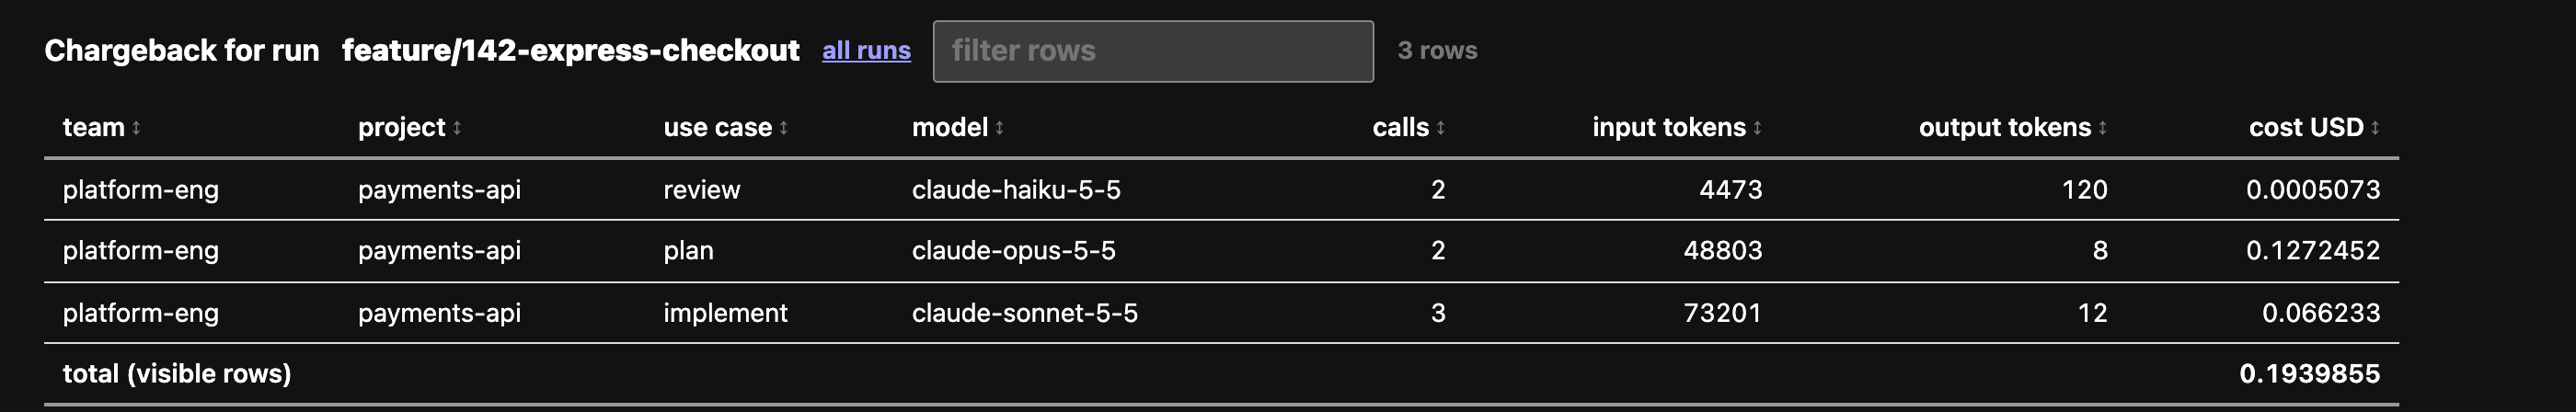 Chargeback for run feature/142-express-checkout all runs filter rows 3 rows
team project use case model calls input tokens output tokens cost USD
platform-eng payments-api review claude-haiku-5-5 2 4473 120 0.0005073
platform-eng payments-api plan claude-opus-5-5 2 48803 8 0.1272452
platform-eng payments-api implement claude-sonnet-5-5 3 73201 12 0.066233
total (visible rows) 0.1939855